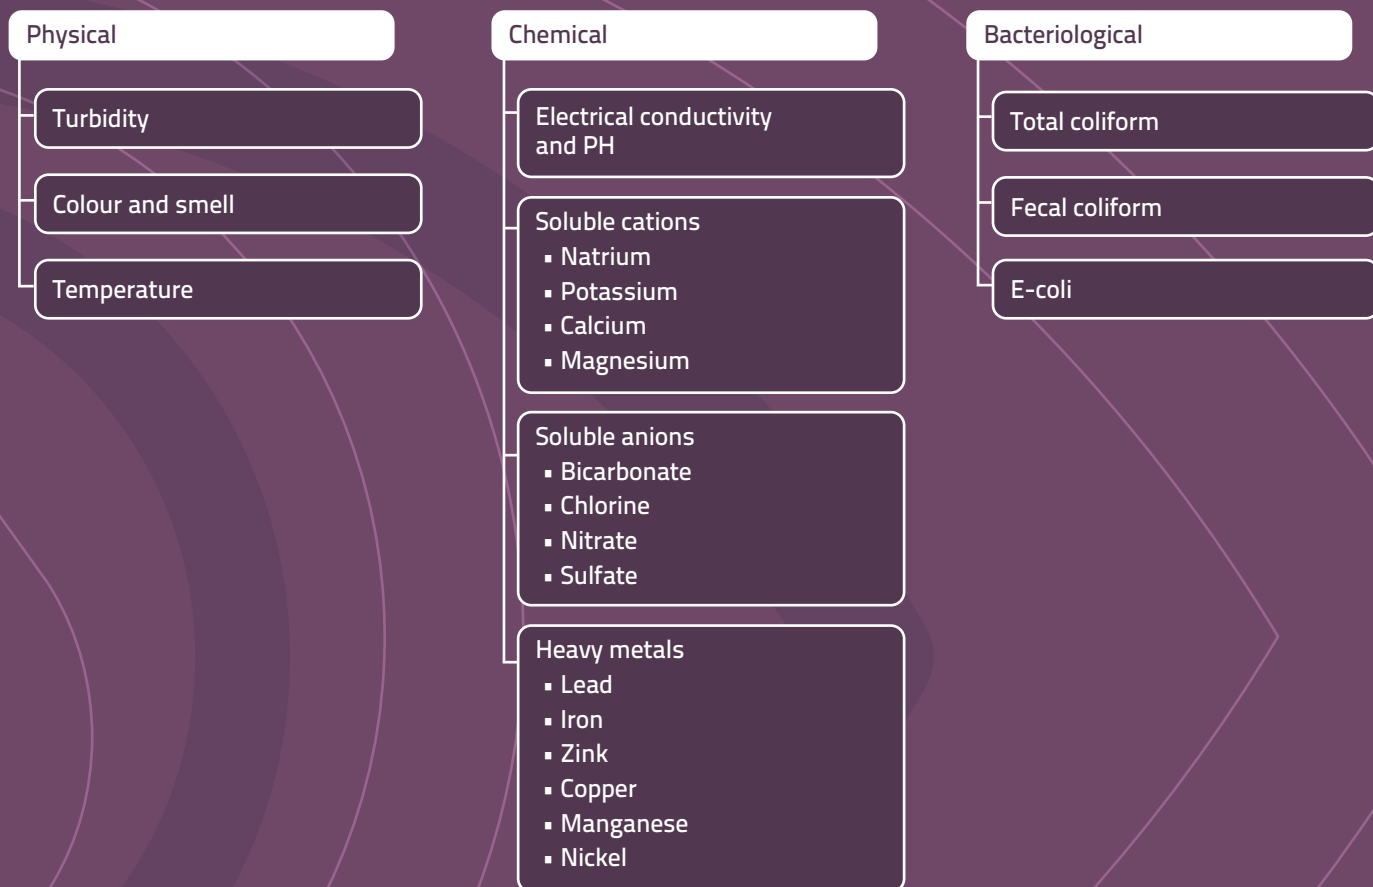 Physical
Turbidity
Colour and smell
Temperature
Chemical
Electrical conductivity
and PH
Soluble cations
▪ Natrium
▪ Potassium
▪ Calcium
▪ Magnesium
Soluble anions
▪ Bicarbonate
▪ Chlorine
▪ Nitrate
▪ Sulfate
Heavy metals
▪ Lead
▪ Iron
▪ Zink
▪ Copper
▪ Manganese
▪ Nickel
Bacteriological
Total coliform
Fecal coliform
E-coli